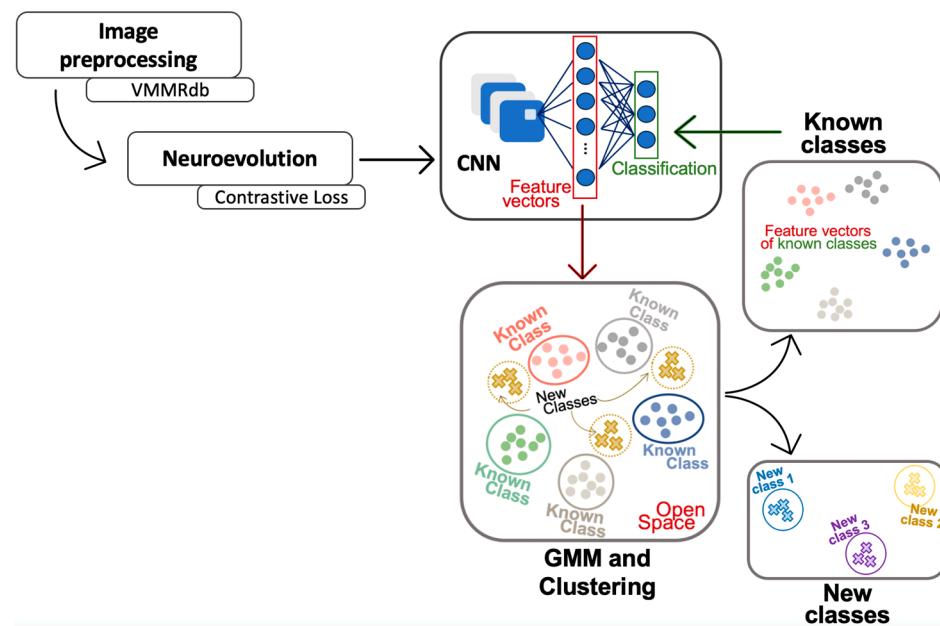 Image
preprocessing
VMMRdb
Neuroevolution
Contrastive Loss
CNN
Feature
vectors
Classification
Known
classes
Feature vectors
of known classes
Known
Class
Known
Class
New
Classes
Known
Class
Known
Class
Known
Class
Open
Space
GMM and
Clustering
New
class 1
New
class 2
New
class 3
New
classes